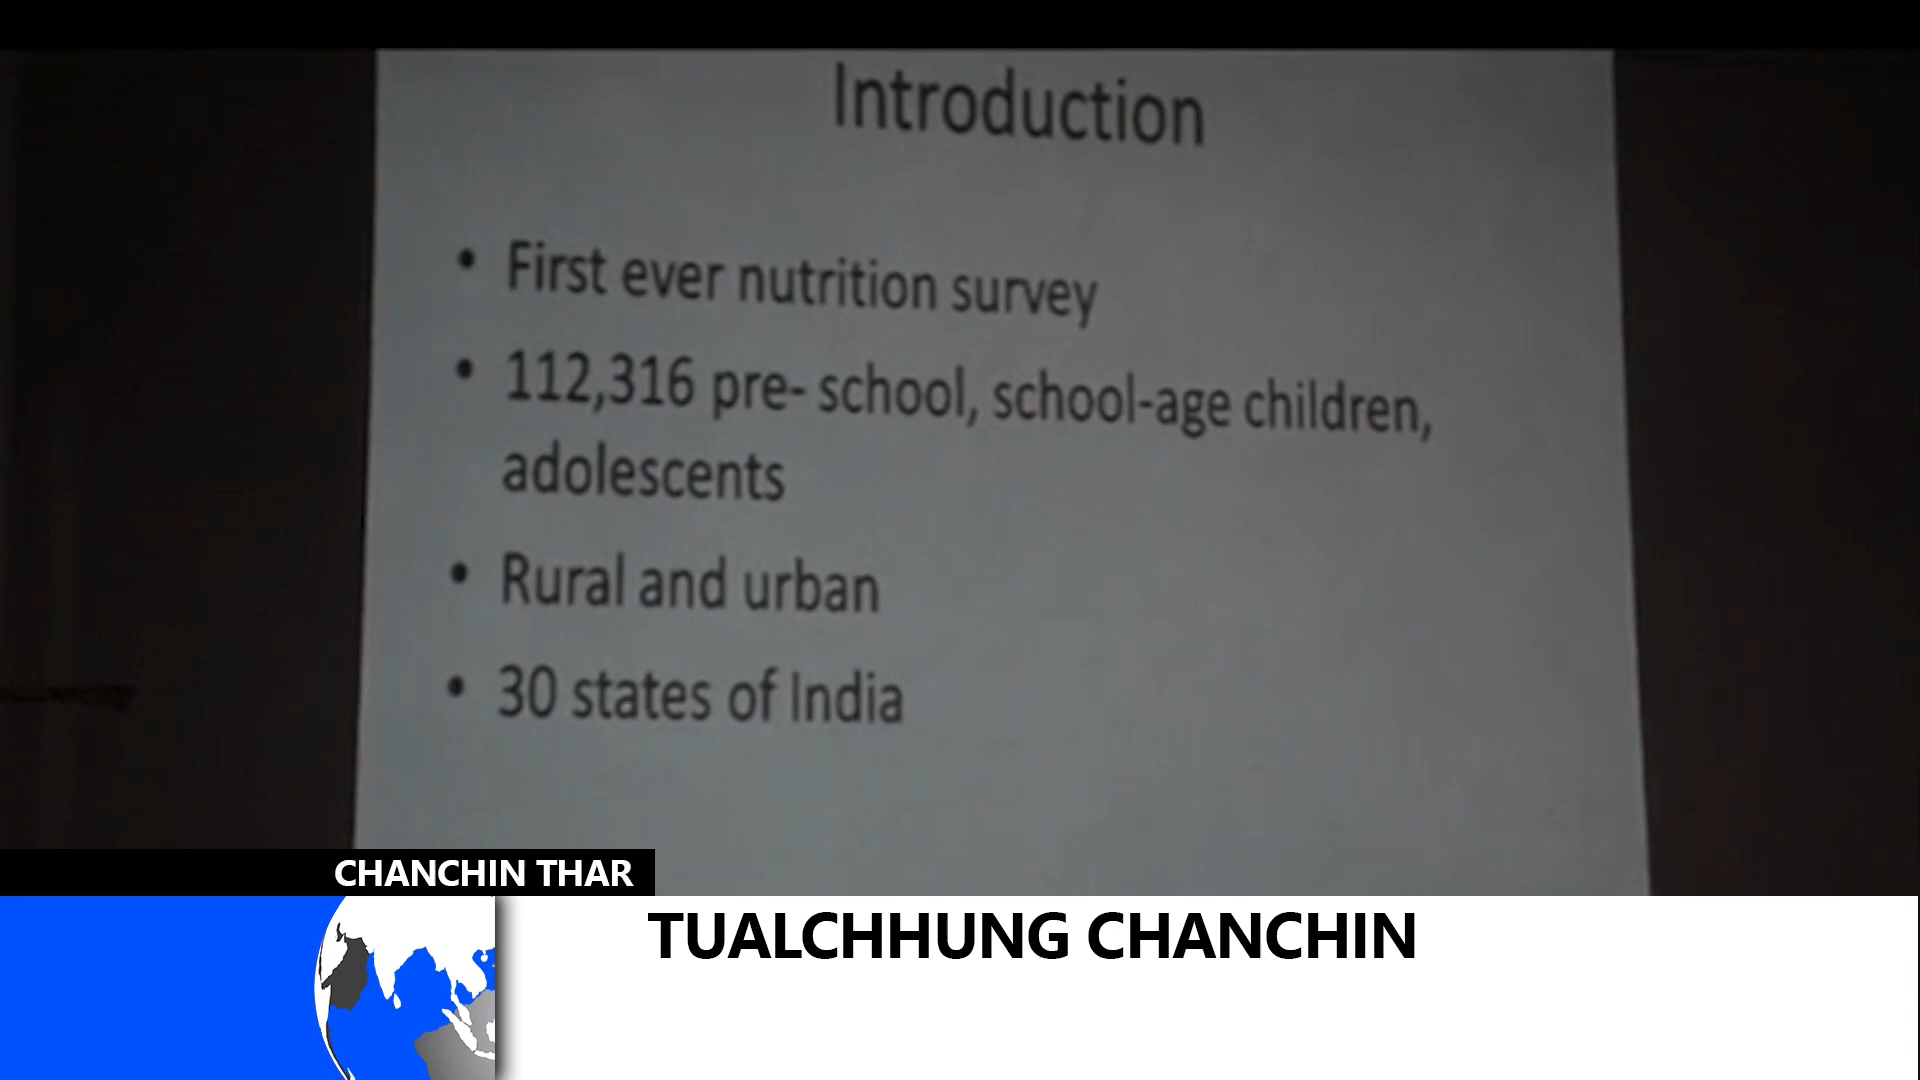 Introduction
• First ever nutrition survey
• 112,316 pre- school, school-age children,
adolescents
• Rural and urban
• 30 states of India
CHANCHIN THAR
TUALCHHUNG CHANCHIN